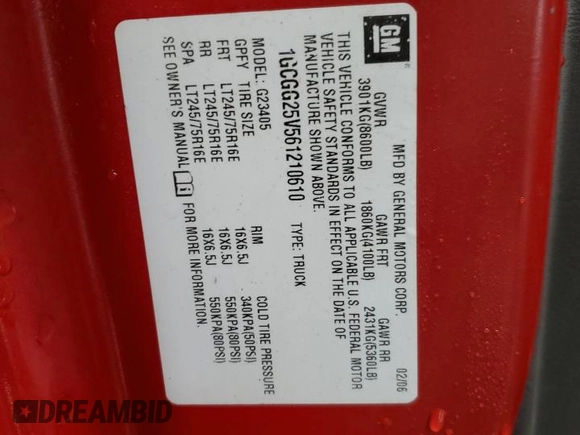 GM
MFD BY GENERAL MOTORS CORP. 02/06
GVWR GAWR FRT GAWR RR
3901KG(8600LB) 1860KG(4100LB) 2431KG(5360LB)
THIS VEHICLE CONFORMS TO ALL APPLICABLE U.S. FEDERAL MOTOR
VEHICLE SAFETY STANDARDS IN EFFECT ON THE DATE OF
MANUFACTURE SHOWN ABOVE.
1GCGG25V561210610 TYPE: TRUCK
MODEL: G23405
GPFY TIRE SIZE RIM COLD TIRE PRESSURE
FRT LT245/75R16E 16X6.5J 340KPA(50PSI)
RR LT245/75R16E 16X6.5J 550KPA(80PSI)
SPA LT245/75R16E 16X6.5J 550KPA(80PSI)
SEE OWNER'S MANUAL FOR MORE INFORMATION.
DREAMBID